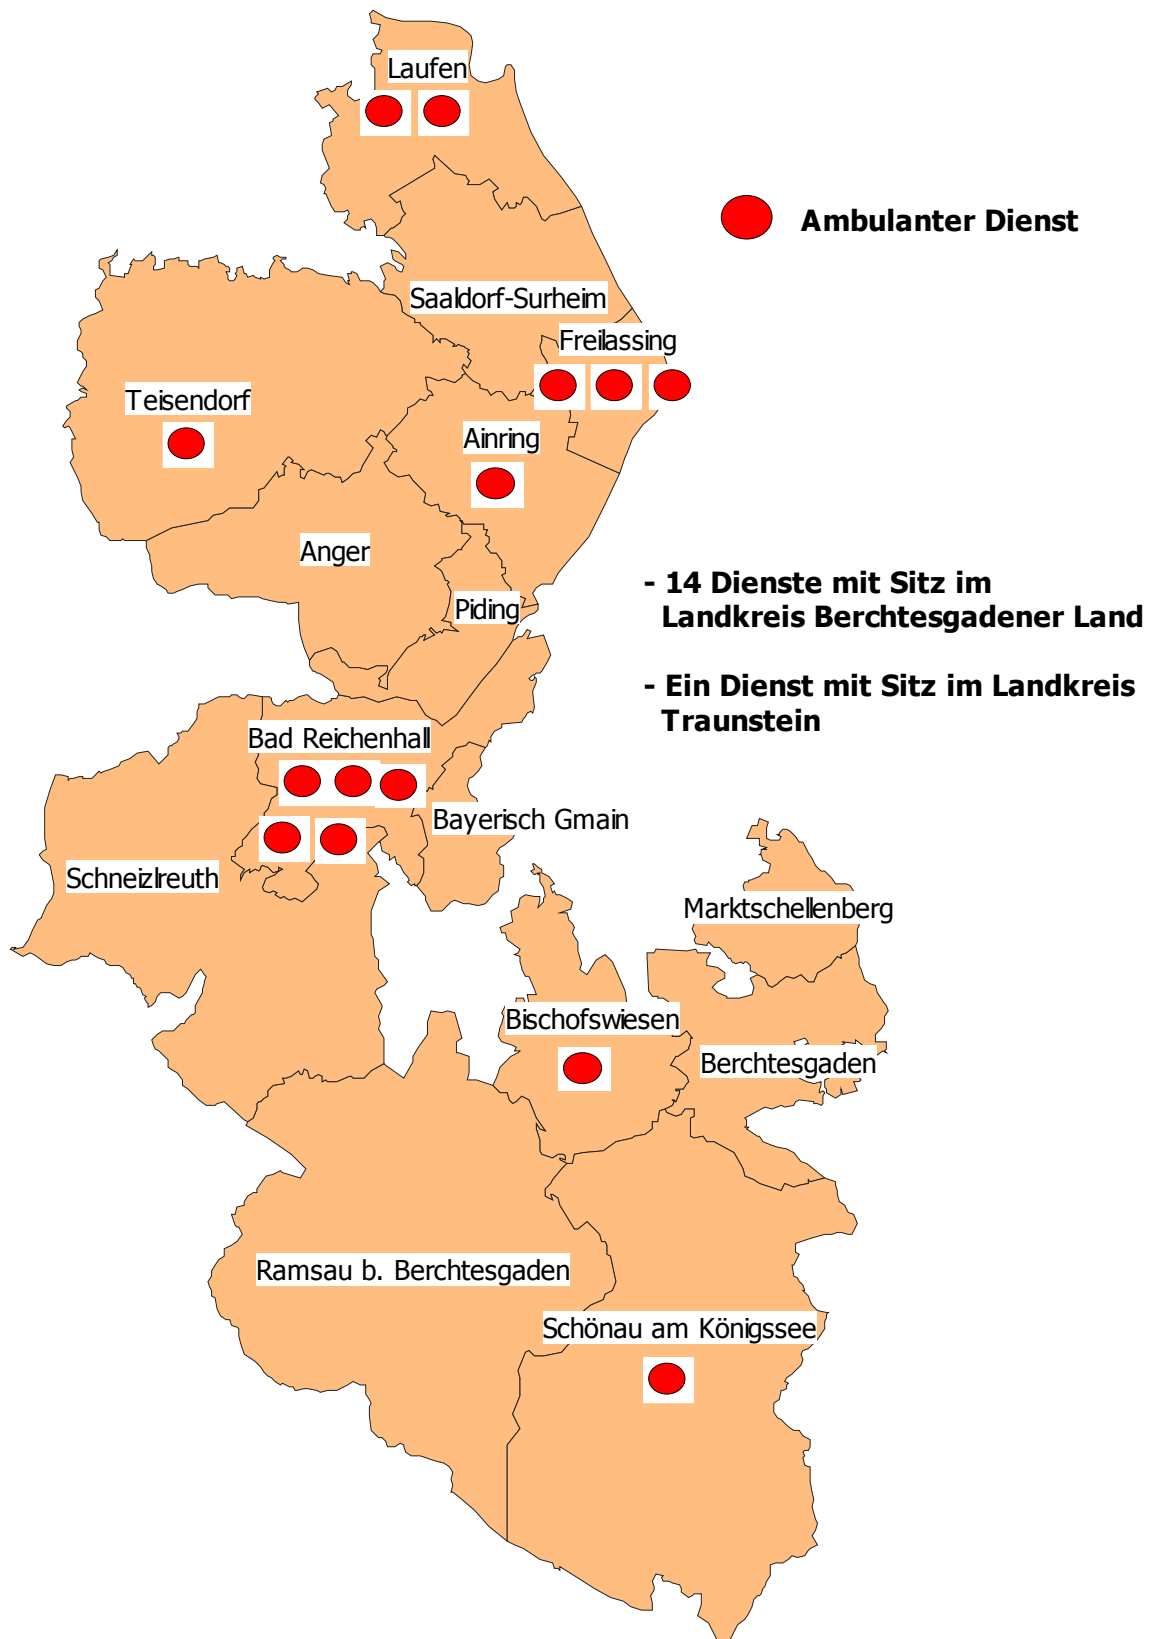 Laufen
Ambulanter Dienst
Saaldorf-Surheim
Freilassing
Teisendorf
Ainring
Anger
- 14 Dienste mit Sitz im
Landkreis Berchtesgadener Land
Piding
- Ein Dienst mit Sitz im Landkreis
Traunstein
Bad Reichenhall
Bayerisch Gmain
Schneizlreuth
Marktschellenberg
Bischofswiesen
Berchtesgaden
Ramsau b. Berchtesgaden
Schönau am Königssee